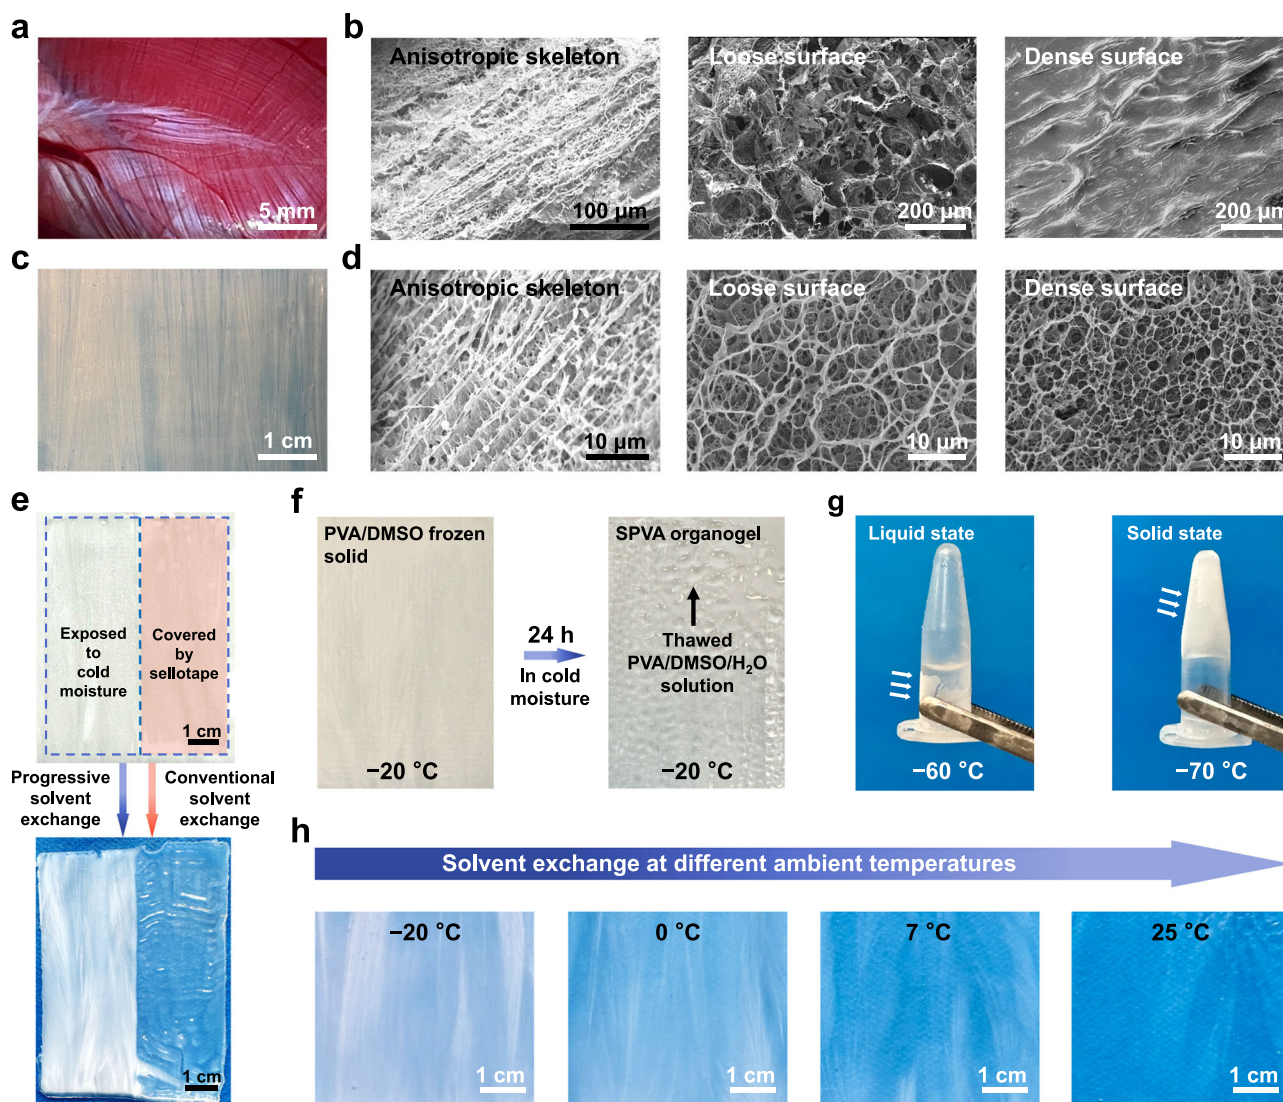 a
5 mm
b
Anisotropic skeleton
100 μm
Loose surface
200 μm
Dense surface
200 μm
c
1 cm
d
Anisotropic skeleton
10 μm
Loose surface
10 μm
Dense surface
10 μm
e
Exposed
to
cold
moisture
Covered
by
sellotape
1 cm
Progressive
solvent
exchange
Conventional
solvent
exchange
1 cm
f
PVA/DMSO frozen
solid
−20 °C
24 h
In cold
moisture
SPVA organogel
Thawed
PVA/DMSO/H₂O
solution
−20 °C
g
Liquid state
−60 °C
Solid state
−70 °C
h
Solvent exchange at different ambient temperatures
−20 °C
1 cm
0 °C
1 cm
7 °C
1 cm
25 °C
1 cm